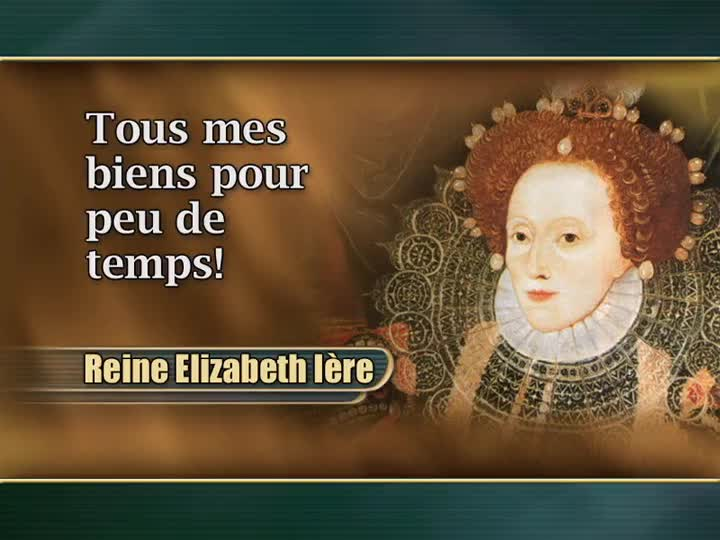 Tous mes
biens pour
peu de
temps!
Reine Elizabeth Ière